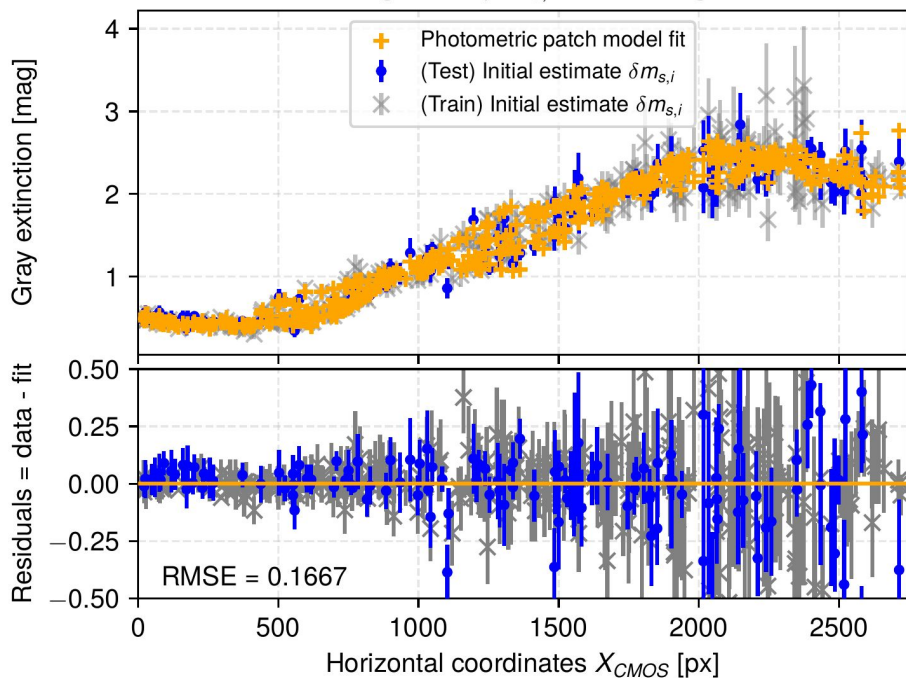 4
3
2
1
Gray extinction [mag]
Photometric patch model fit
(Test) Initial estimate δm_{s,i}
(Train) Initial estimate δm_{s,i}
0.50
0.25
0.00
−0.25
−0.50
Residuals = data - fit
RMSE = 0.1667
0 500 1000 1500 2000 2500
Horizontal coordinates X_{CMOS} [px]